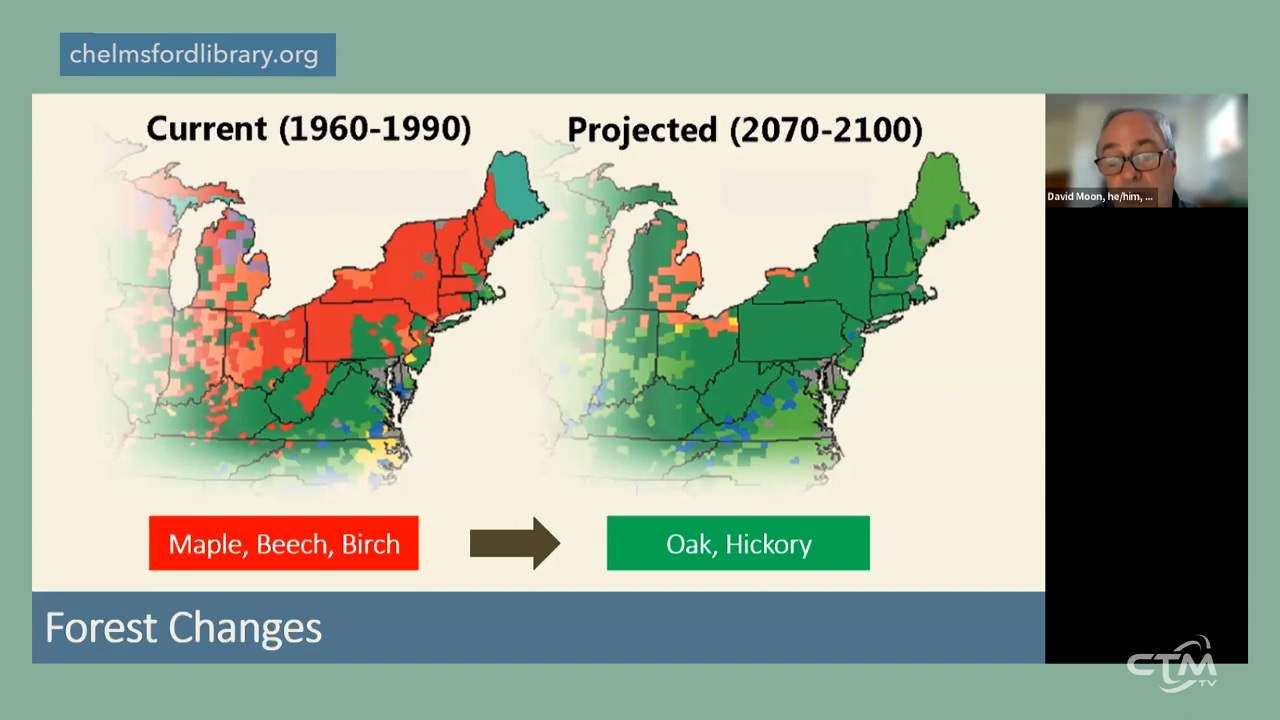 chelmsfordlibrary.org
Current (1960-1990)
Projected (2070-2100)
David Moon, he/him, ...
Maple, Beech, Birch
Oak, Hickory
Forest Changes
CTM
TV